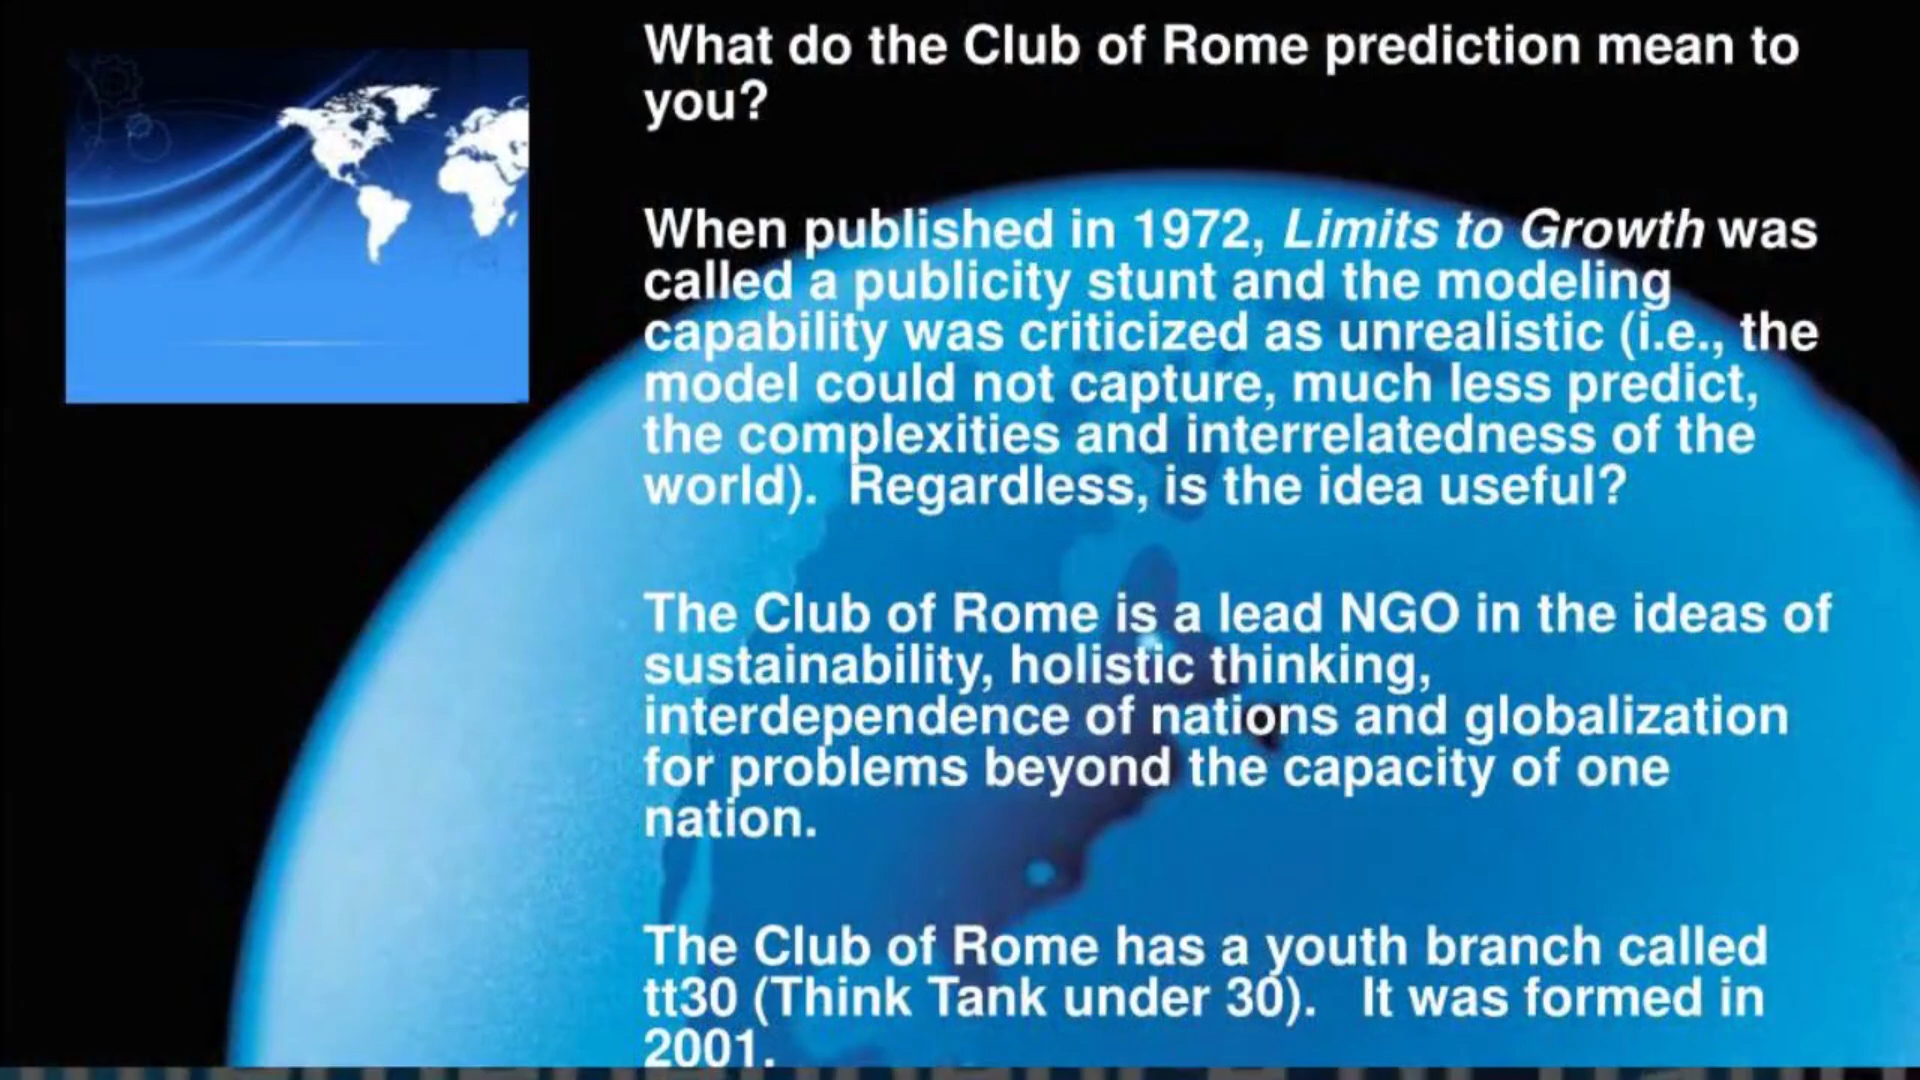 What do the Club of Rome prediction mean to
you?
When published in 1972, Limits to Growth was
called a publicity stunt and the modeling
capability was criticized as unrealistic (i.e., the
model could not capture, much less predict,
the complexities and interrelatedness of the
world).  Regardless, is the idea useful?
The Club of Rome is a lead NGO in the ideas of
sustainability, holistic thinking,
interdependence of nations and globalization
for problems beyond the capacity of one
nation.
The Club of Rome has a youth branch called
tt30 (Think Tank under 30).   It was formed in
2001.